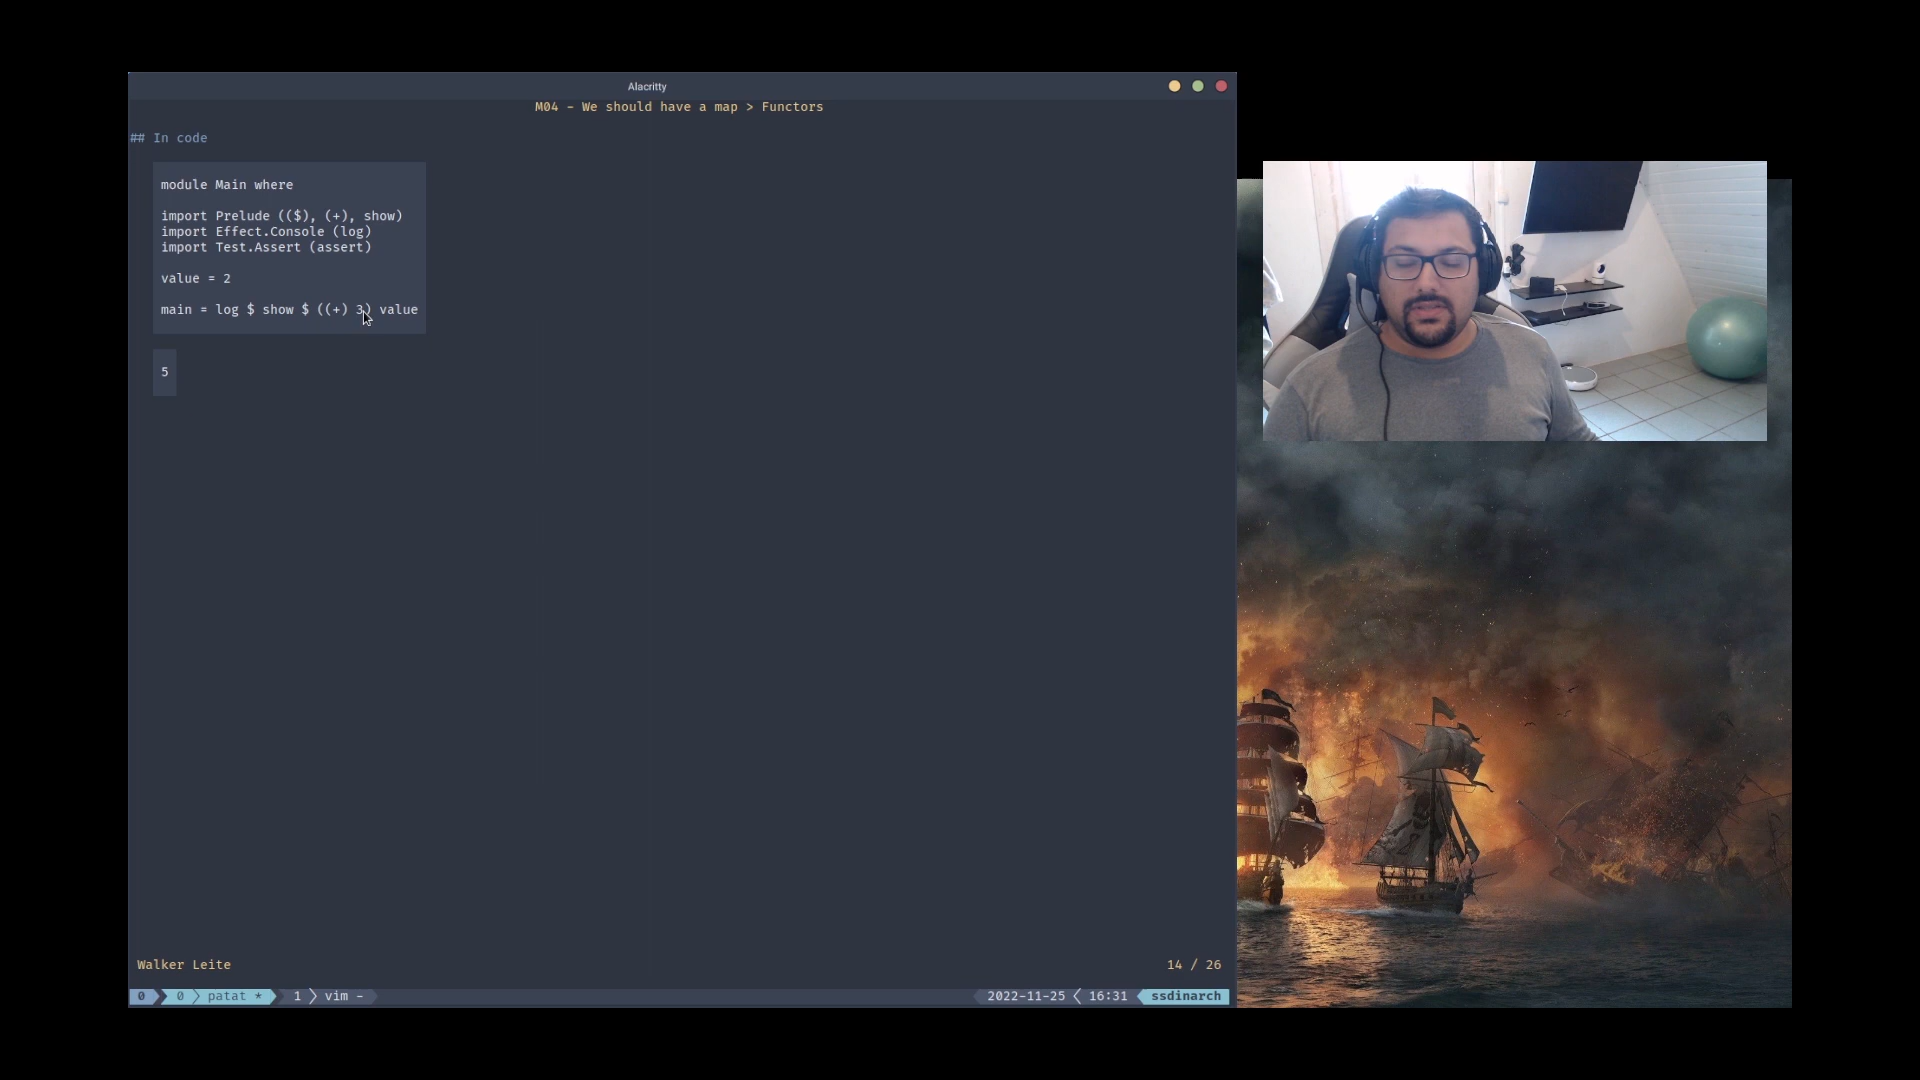 Alacritty
M04 - We should have a map > Functors
## In code
module Main where
import Prelude (($), (+), show)
import Effect.Console (log)
import Test.Assert (assert)
value = 2
main = log $ show $ ((+) 3) value
5
Walker Leite
14 / 26
0 0 patat * 1 vim -
2022-11-25 16:31 ssdinarch